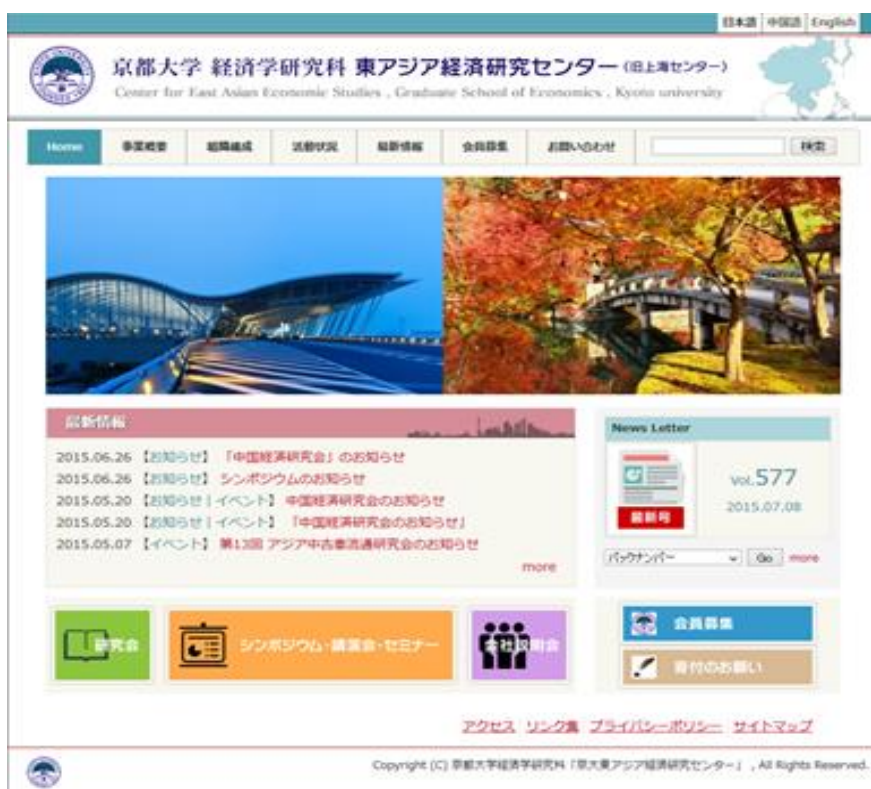 日本語 中国語 English
京都大学 経済学研究科 東アジア経済研究センター (旧上海センター)
Center for East Asian Economic Studies , Graduate School of Economics , Kyoto university
Home 事業概要 組織構成 活動状況 最新情報 会員募集 お問い合わせ 検索
最新情報
2015.06.26 【お知らせ】 「中国経済研究会」のお知らせ
2015.06.26 【お知らせ】 シンポジウムのお知らせ
2015.05.20 【お知らせ | イベント】 中国経済研究会のお知らせ
2015.05.20 【お知らせ | イベント】 「中国経済研究会のお知らせ」
2015.05.07 【イベント】 第13回 アジア中古車流通研究会のお知らせ
more
News Letter
最新号
Vol.577
2015.07.08
バックナンバー Go more
研究会
シンポジウム・講演会・セミナー
会社説明会
会員募集
寄付のお願い
アクセス リンク集 プライバシーポリシー サイトマップ
Copyright (C) 京都大学経済学研究科「京大東アジア経済研究センター」 , All Rights Reserved.